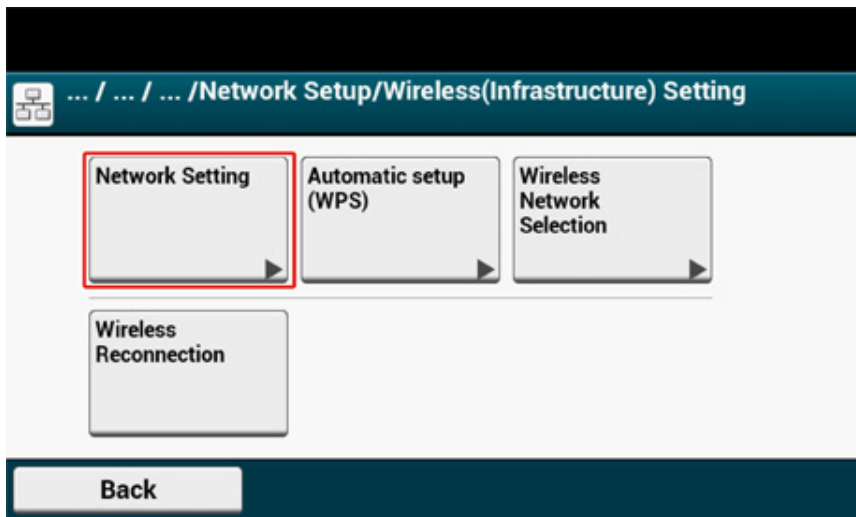 ... / ... / ... /Network Setup/Wireless(Infrastructure) Setting
Network Setting
Automatic setup
(WPS)
Wireless
Network
Selection
Wireless
Reconnection
Back